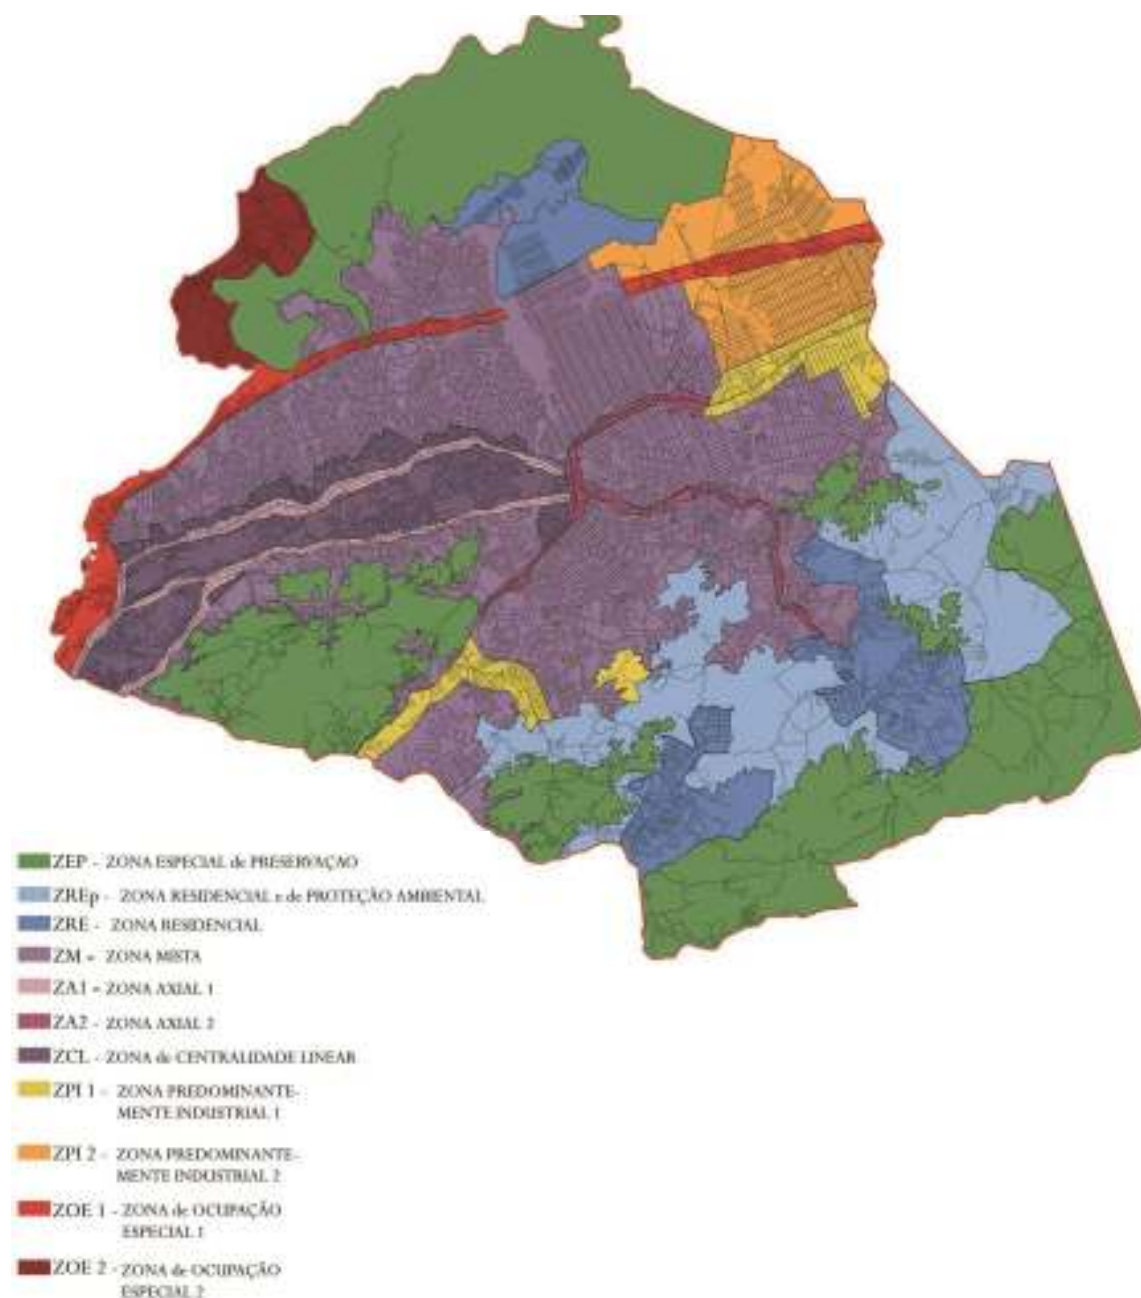 ZEP - ZONA ESPECIAL de PRESERVAÇAO
ZREp - ZONA RESIDENCIAL e de PROTEÇÃO AMBIENTAL
ZRE - ZONA RESIDENCIAL
ZM = ZONA MISTA
ZA1 = ZONA AXIAL 1
ZA2 - ZONA AXIAL 2
ZCL - ZONA de CENTRALIDADE LINEAR
ZPI 1 - ZONA PREDOMINANTE-
MENTE INDUSTRIAL 1
ZPI 2 - ZONA PREDOMINANTE-
MENTE INDUSTRIAL 2
ZOE 1 - ZONA de OCUPAÇÃO
ESPECIAL 1
ZOE 2 - ZONA de OCUPAÇÃO
ESPECIAL 2